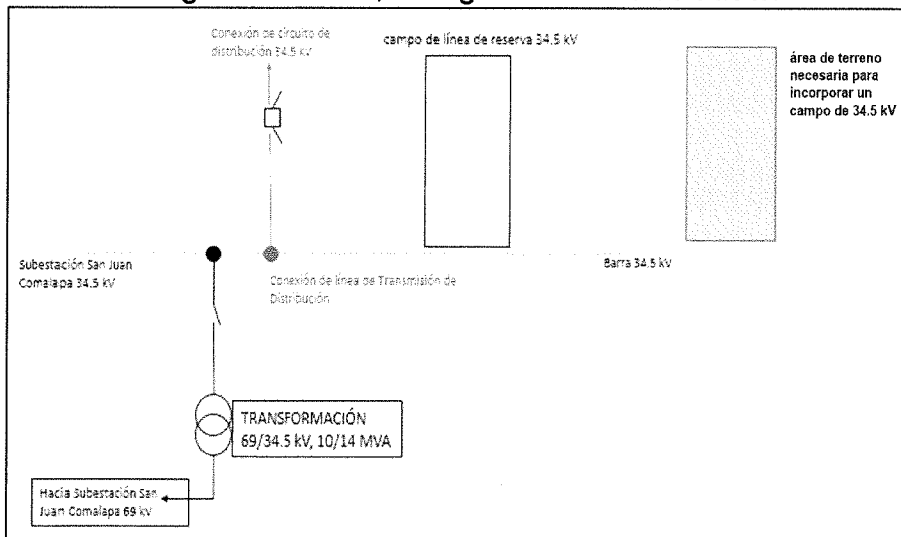 Conexión de circuito de
distribución 34.5 kV
campo de línea de reserva 34.5 kV
área de terreno
necesaria para
incorporar un
campo de 34.5 kV
Subestación San Juan
Comalapa 34.5 kV
Conexión de línea de Transmisión de
Distribución
Barra 34.5 kV
TRANSFORMACIÓN
69/34.5 kV, 10/14 MVA
Hacia Subestación San
Juan Comalapa 69 kV